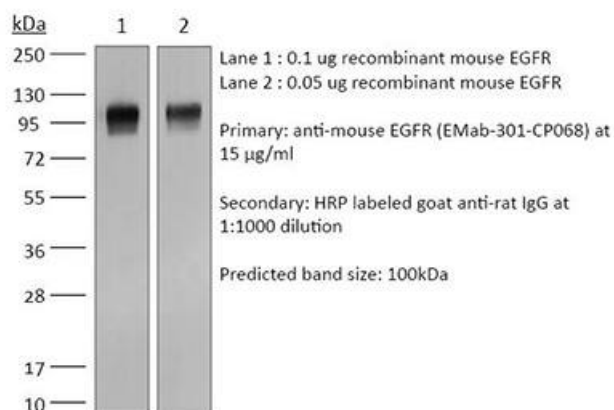 kDa
1 2
250
130
95
72
55
36
28
17
10
Lane 1 : 0.1 ug recombinant mouse EGFR
Lane 2 : 0.05 ug recombinant mouse EGFR
Primary: anti-mouse EGFR (EMab-301-CP068) at
15 µg/ml
Secondary: HRP labeled goat anti-rat IgG at
1:1000 dilution
Predicted band size: 100kDa